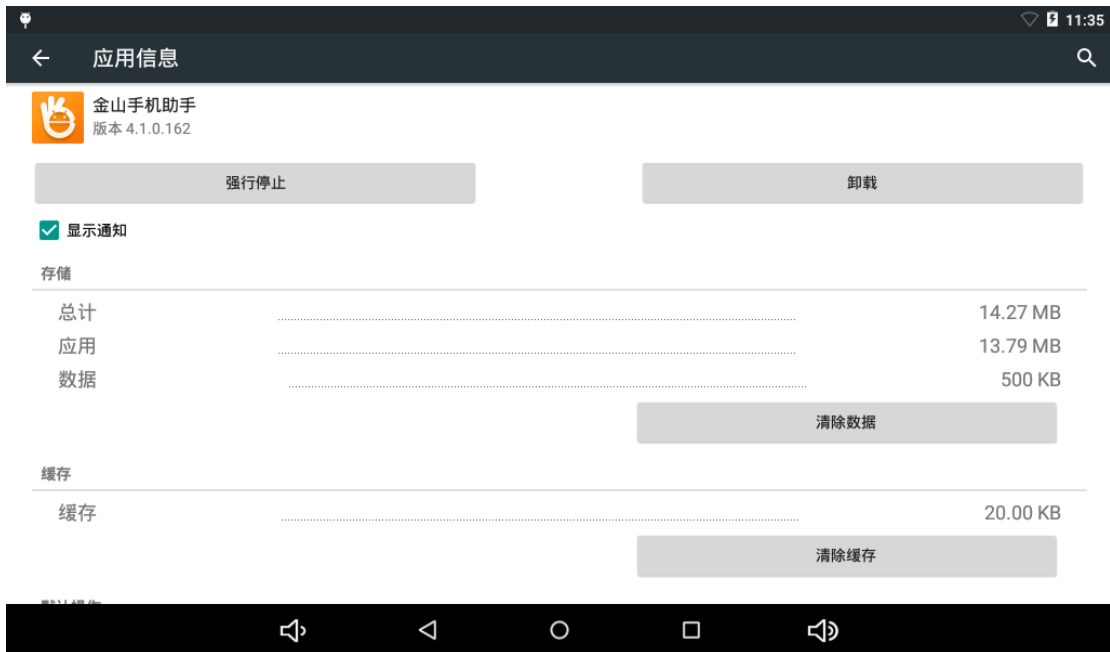 11:35
应用信息
金山手机助手
版本 4.1.0.162
强行停止 卸载
显示通知
存储
总计 14.27 MB
应用 13.79 MB
数据 500 KB
清除数据
缓存
缓存 20.00 KB
清除缓存